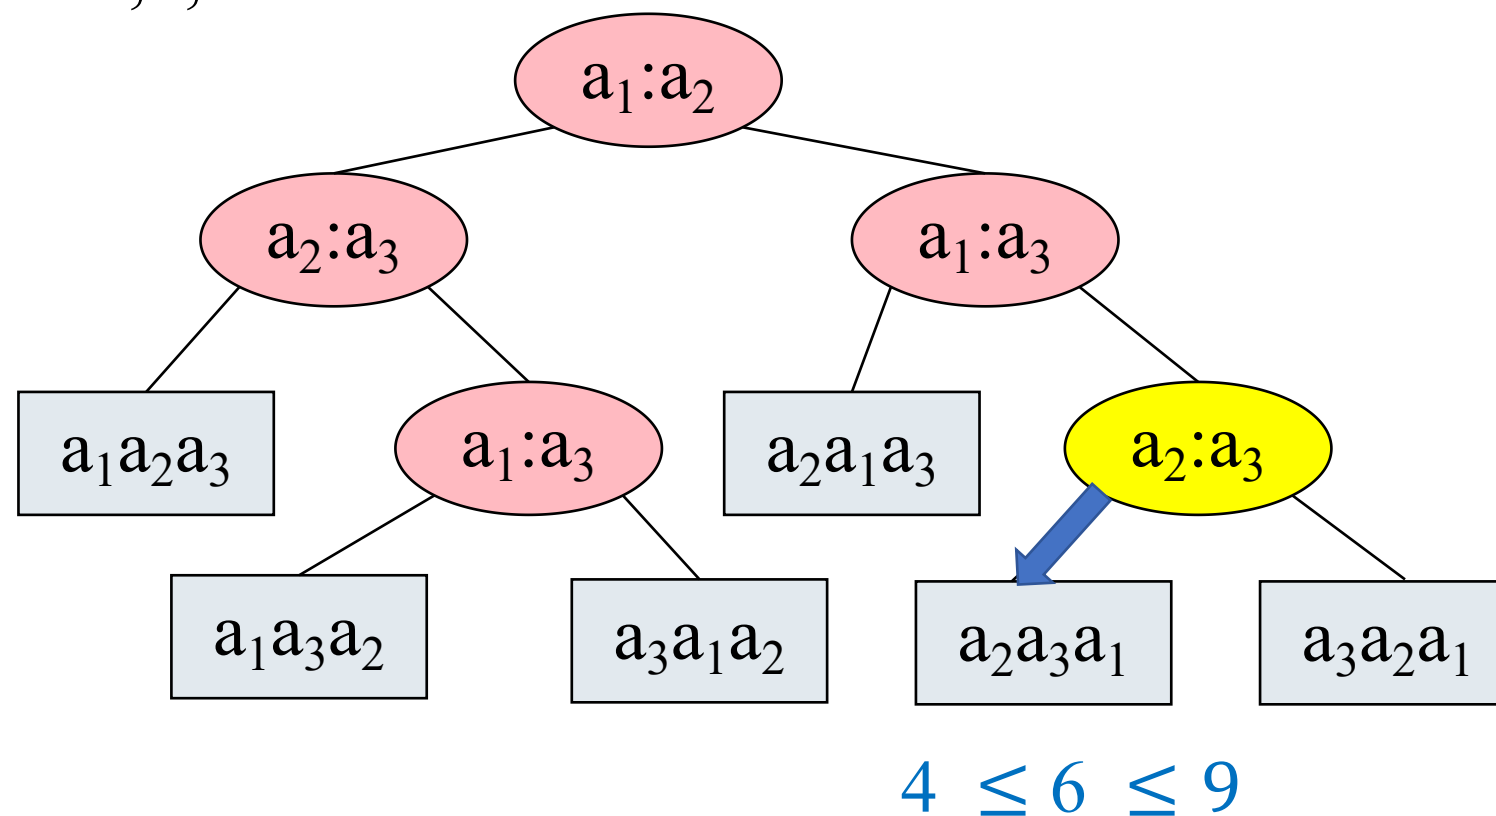 a₁:a₂
a₂:a₃ a₁:a₃
a₁a₂a₃ a₁:a₃ a₂a₁a₃ a₂:a₃
a₁a₃a₂ a₃a₁a₂ a₂a₃a₁ a₃a₂a₁
4 ≤ 6 ≤ 9